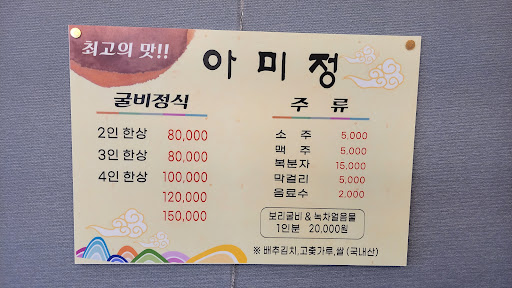 최고의 맛!!
아미정
굴비정식
2인 한상 80,000
3인 한상 80,000
4인 한상 100,000
120,000
150,000
주 류
소 주 5,000
맥 주 5,000
복분자 15,000
막걸리 5,000
음료수 2,000
보리굴비 & 녹차얼음물
1인분 20,000원
※ 배추김치,고춧가루,쌀 (국내산)